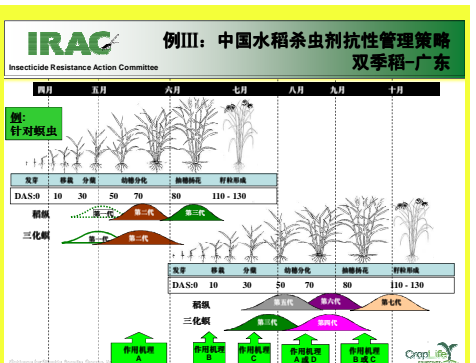 IRAC
Insecticide Resistance Action Committee
例III：中国水稻杀虫剂抗性管理策略
双季稻–广东
四月 五月 六月 七月 八月 九月 十月
例:
针对螟虫
发芽 移栽 分蘖 幼穗分化 抽穗扬花 籽粒形成
DAS:0 10 30 50 70 80 110 - 130
稻纵 第一代 第二代 第三代
三化螟 第一代 第二代
发芽 移栽 分蘖 幼穗分化 抽穗扬花 籽粒形成
DAS:0 10 30 50 70 80 110 - 130
稻纵 第五代 第六代 第七代
三化螟 第三代 第四代
作用机理
A
作用机理
B
作用机理
C
作用机理
A 或 D
作用机理
B 或 C
CropLife